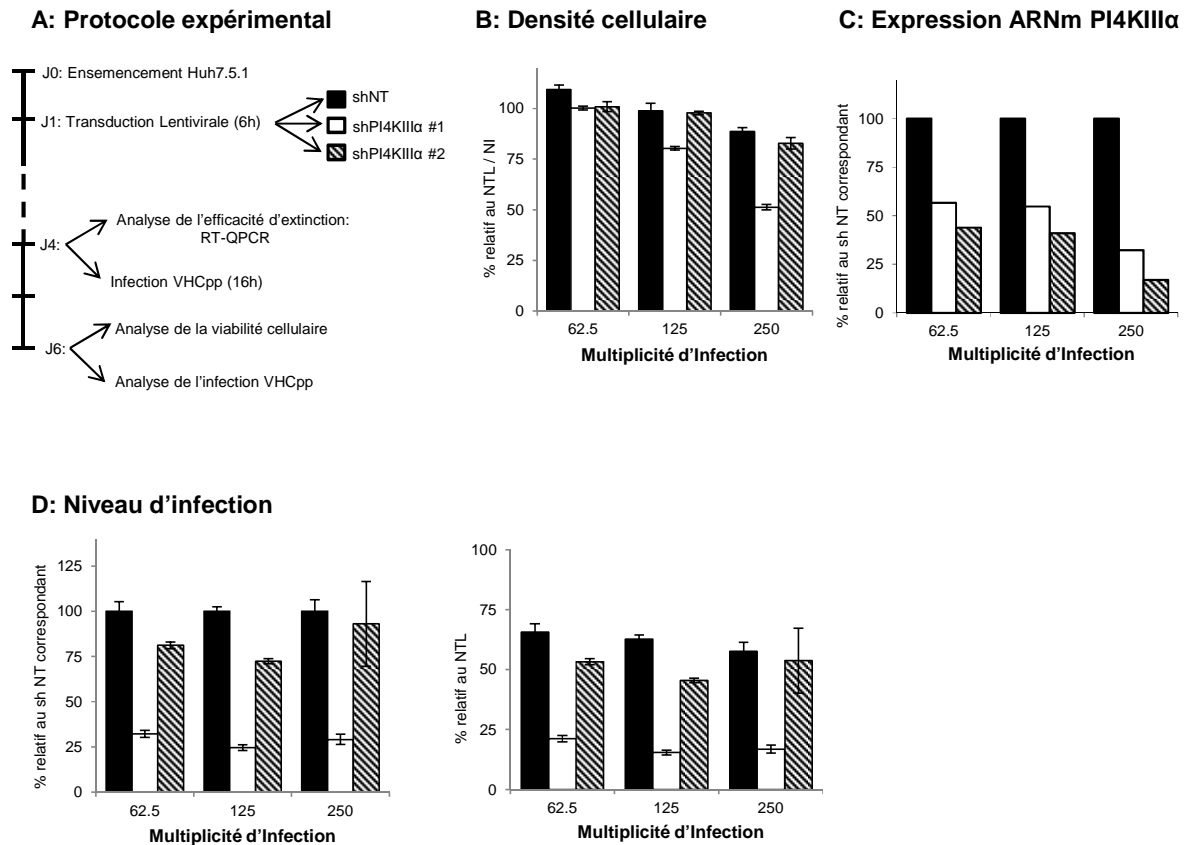 A: Protocole expérimental
J0: Ensemencement Huh7.5.1
J1: Transduction Lentivirale (6h)
shNT
shPI4KIIIα #1
shPI4KIIIα #2
J4:
Analyse de l'efficacité d'extinction:
RT-QPCR
Infection VHCpp (16h)
J6:
Analyse de la viabilité cellulaire
Analyse de l'infection VHCpp
B: Densité cellulaire
% relatif au NTL / NI
100
75
50
25
0
62.5 125 250
Multiplicité d'Infection
C: Expression ARNm PI4KIIIα
% relatif au sh NT correspondant
100
75
50
25
0
62.5 125 250
Multiplicité d'Infection
D: Niveau d'infection
% relatif au sh NT correspondant
125
100
75
50
25
0
62.5 125 250
Multiplicité d'Infection
% relatif au NTL
100
75
50
25
0
62.5 125 250
Multiplicité d'Infection